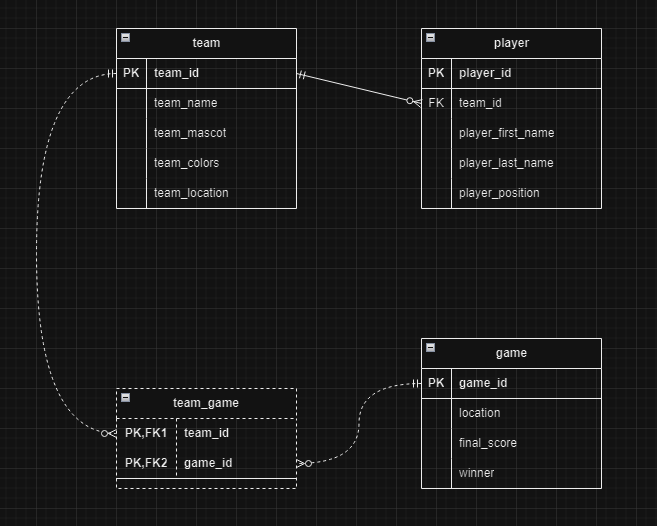 team
PK team_id
team_name
team_mascot
team_colors
team_location
player
PK player_id
FK team_id
player_first_name
player_last_name
player_position
team_game
PK,FK1 team_id
PK,FK2 game_id
game
PK game_id
location
final_score
winner